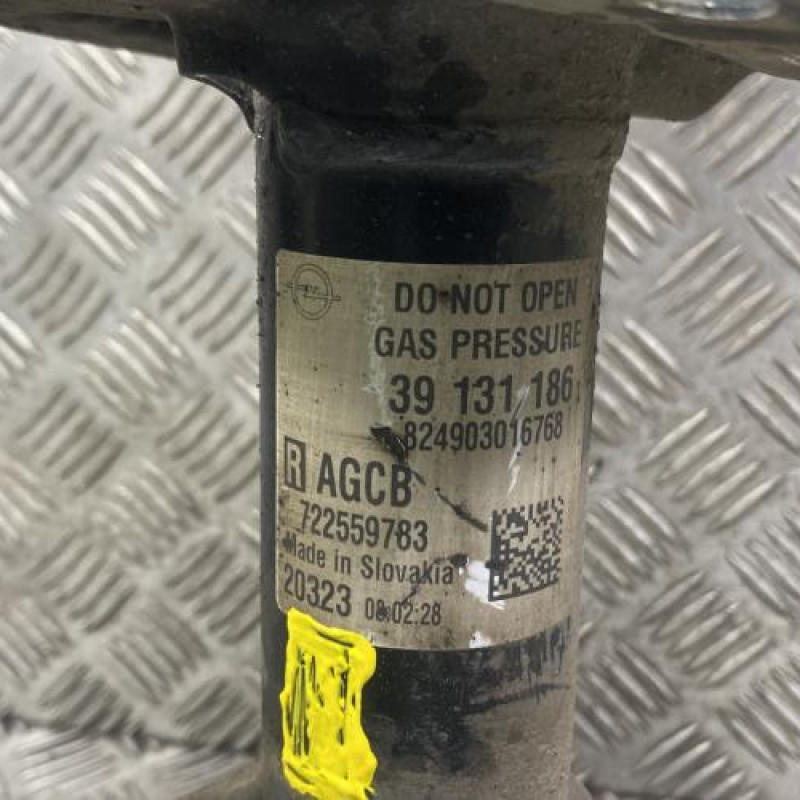 DO NOT OPEN
GAS PRESSURE
39 131 186
824903016768
R AGCB
722559783
Made in Slovakia
20323 08:02:28